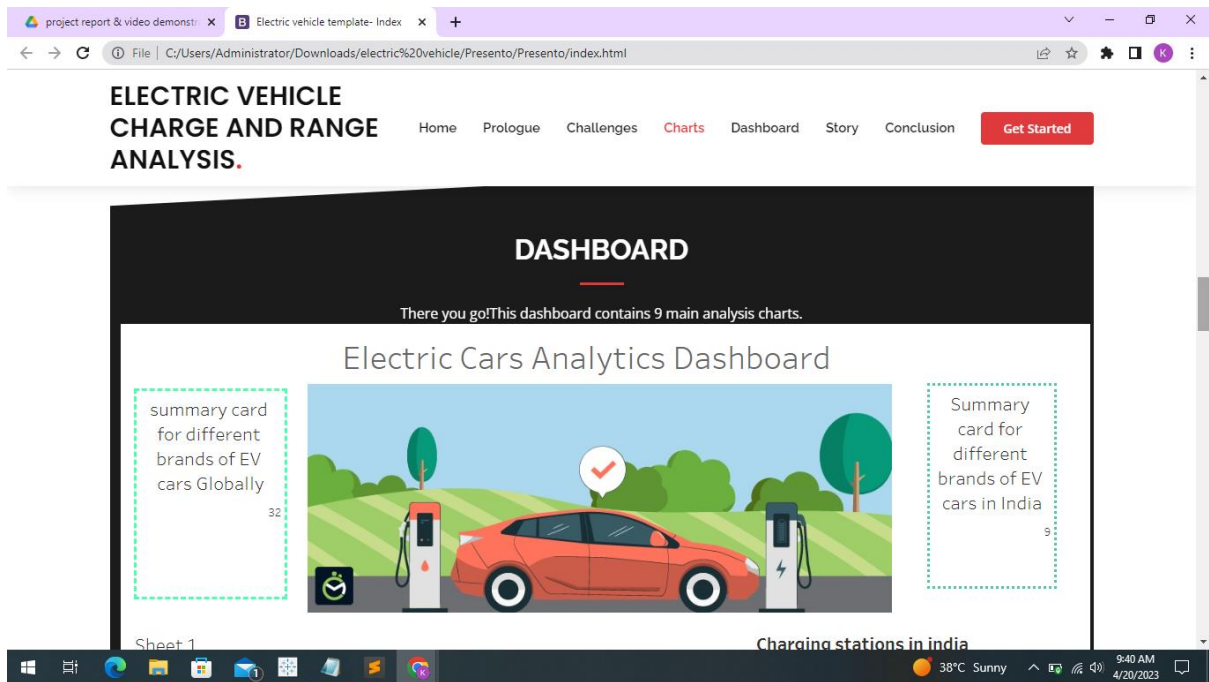 project report & video demonstr
Electric vehicle template- Index
File | C:/Users/Administrator/Downloads/electric%20vehicle/Presento/Presento/index.html
K
ELECTRIC VEHICLE
CHARGE AND RANGE
ANALYSIS.
Home Prologue Challenges Charts Dashboard Story Conclusion Get Started
DASHBOARD
There you go!This dashboard contains 9 main analysis charts.
Electric Cars Analytics Dashboard
summary card
for different
brands of EV
cars Globally
32
Summary
card for
different
brands of EV
cars in India
9
Sheet 1
Charging stations in india
38°C Sunny
9:40 AM
4/20/2023